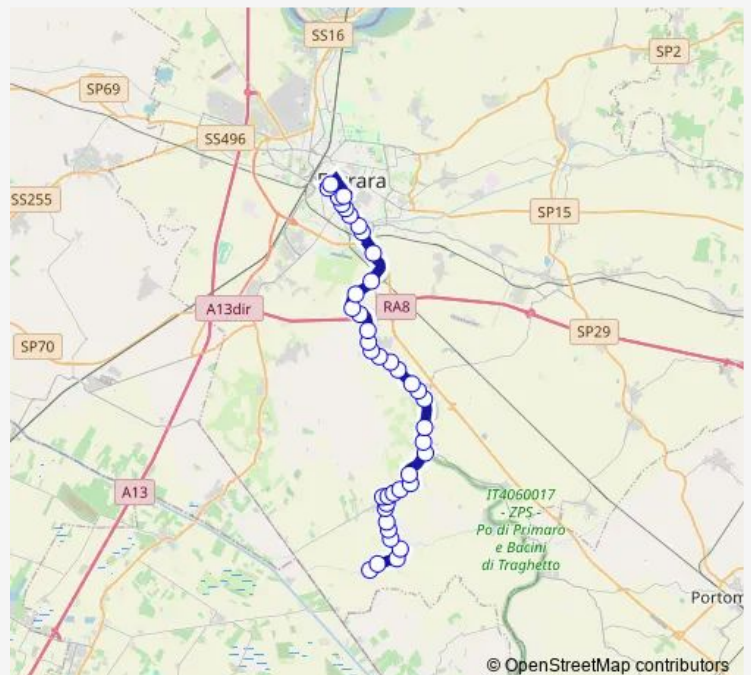 SS16
SP2
SP69
SS496
SS255
SP15
A13dir
RA8
SP29
SP70
A13
IT4060017
- ZPS -
Po di Primaro
e Bacini
di Traghetto
Portom
© OpenStreetMap contributors